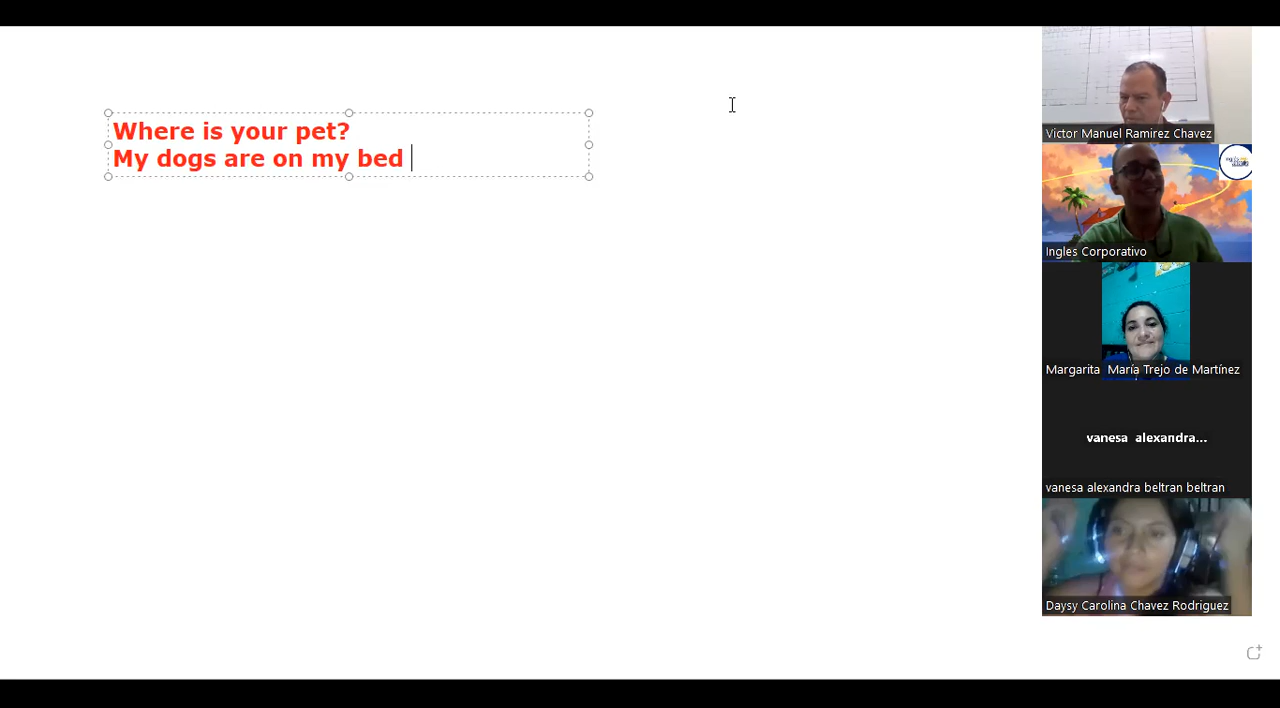 Where is your pet?
My dogs are on my bed
Victor Manuel Ramirez Chavez
Ingles Corporativo
Margarita María Trejo de Martínez
vanesa alexandra...
vanesa alexandra beltran beltran
Daysy Carolina Chavez Rodriguez